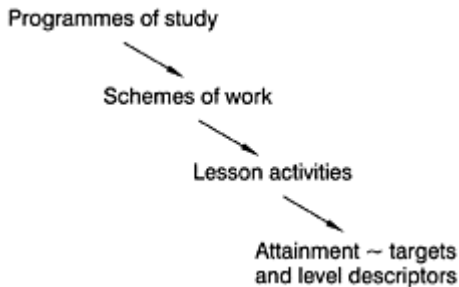 Programmes of study
Schemes of work
Lesson activities
Attainment ~ targets
and level descriptors